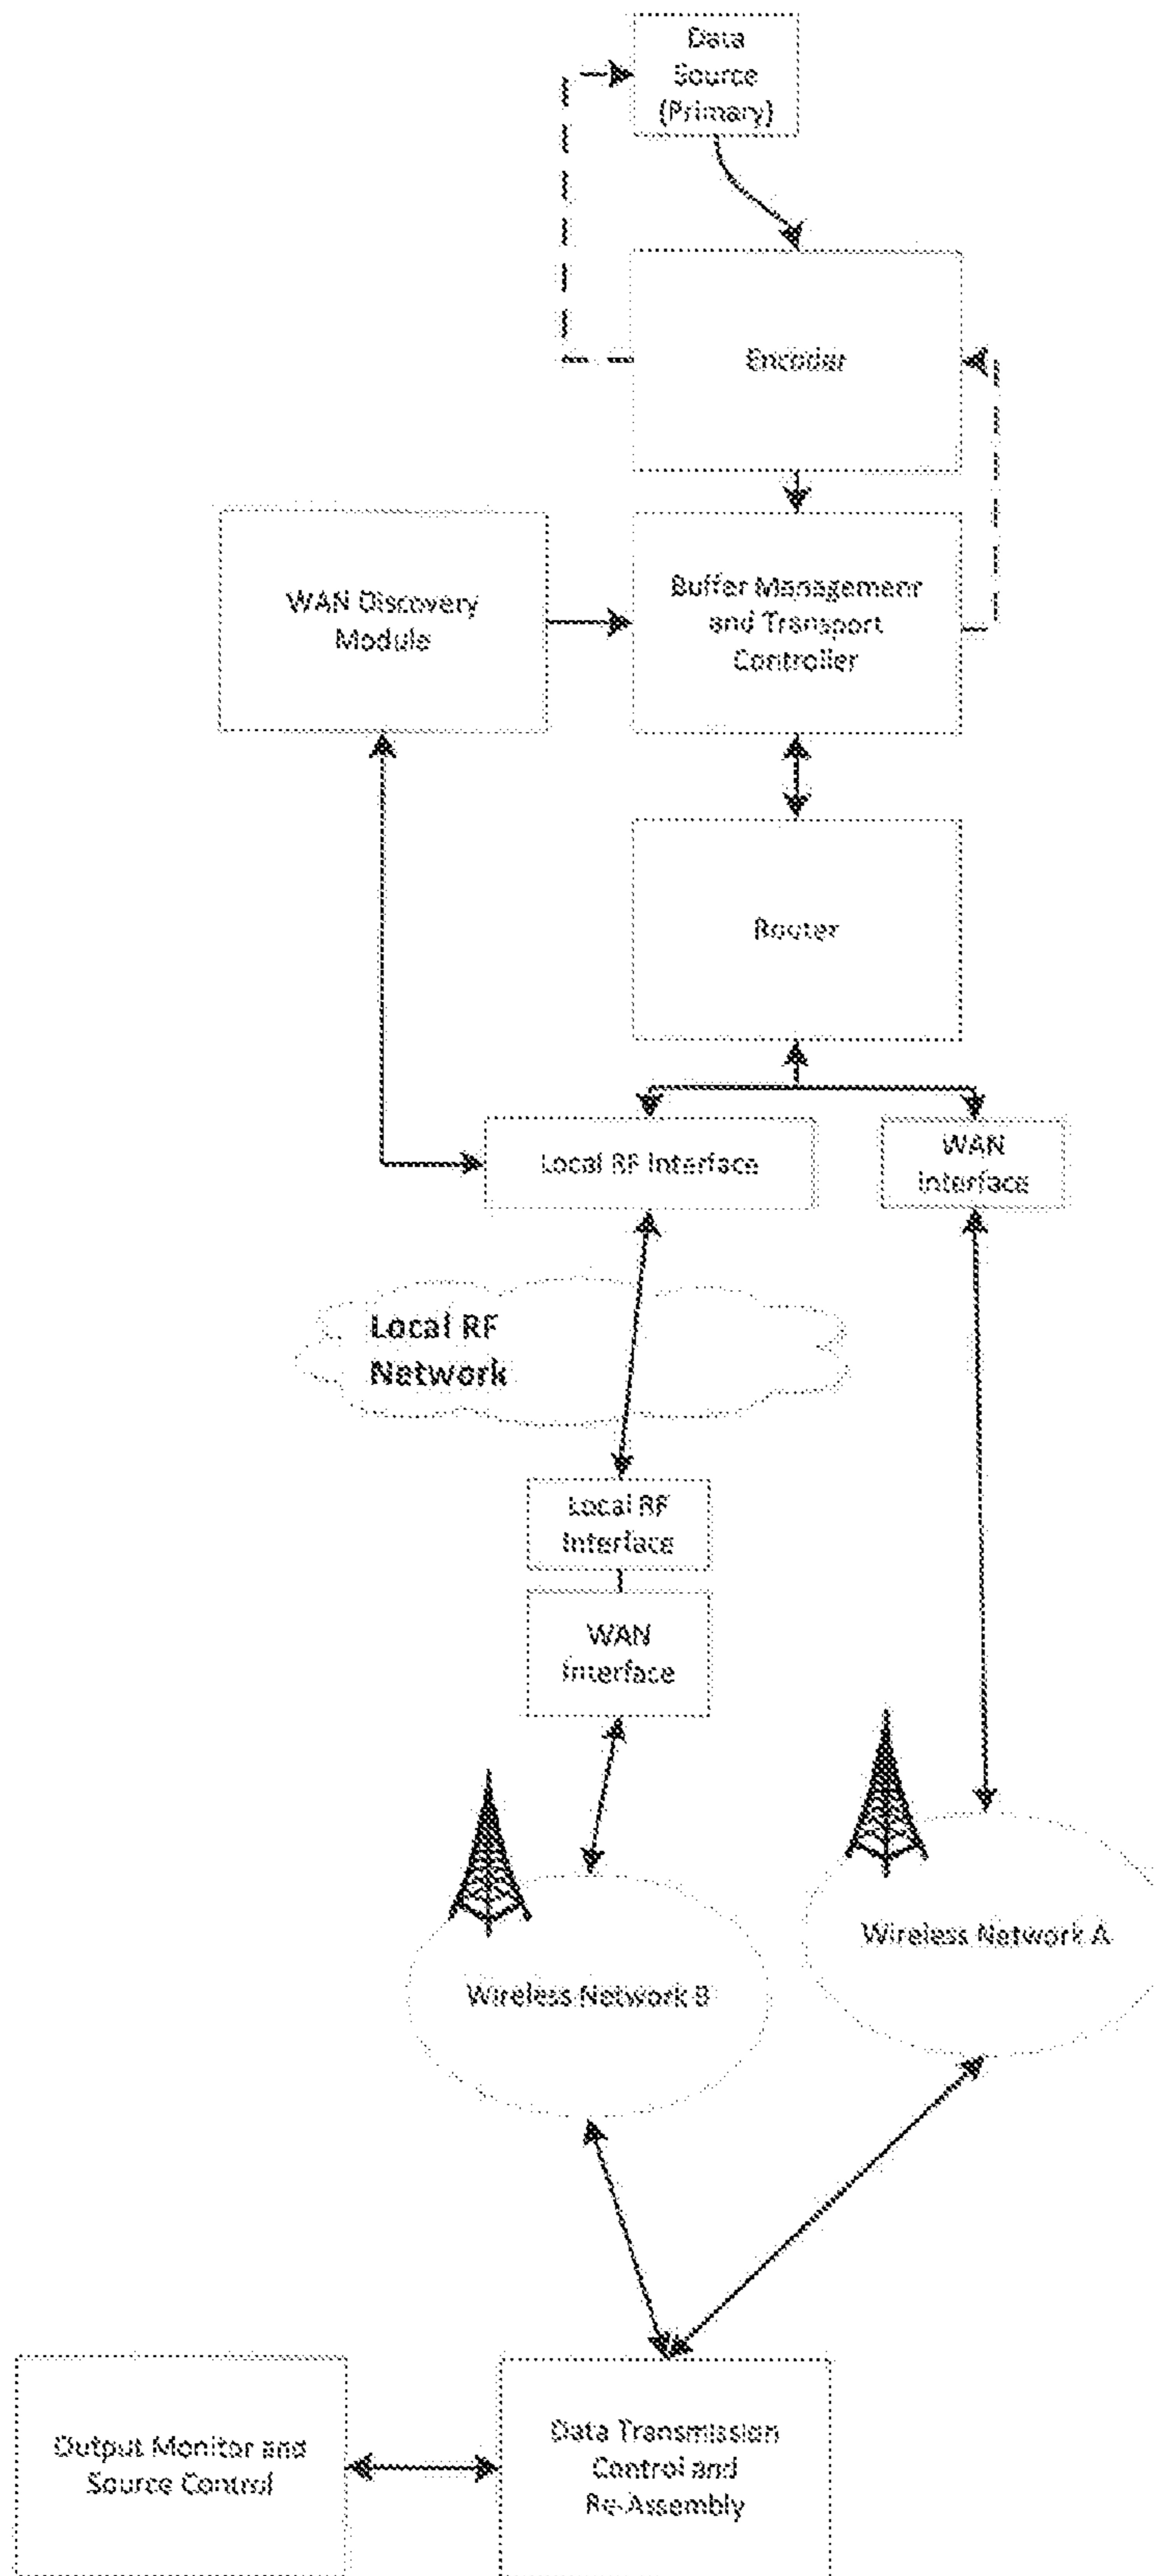 Data
Source
(Primary)
Encoder
WAN Discovery
Module
Buffer Management
and Transport
Controller
Router
Local RF Interface
WAN
Interface
Local RF
Network
Local RF
Interface
WAN
Interface
Wireless Network A
Wireless Network B
Output Monitor and
Source Control
Data Transmission
Control and
Re-Assembly